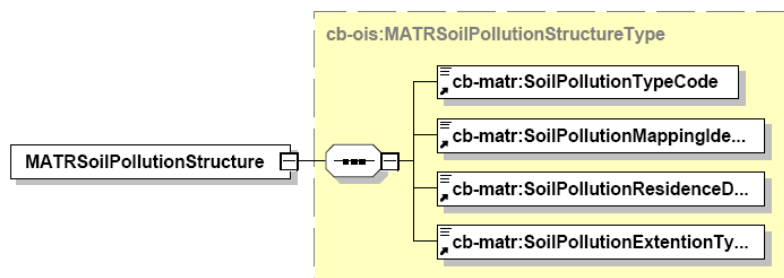 cb-ois:MATRSoilPollutionStructureType
cb-matr:SoilPollutionTypeCode
cb-matr:SoilPollutionMappingIde...
MATRSoilPollutionStructure
cb-matr:SoilPollutionResidenceD...
cb-matr:SoilPollutionExtentionTy...